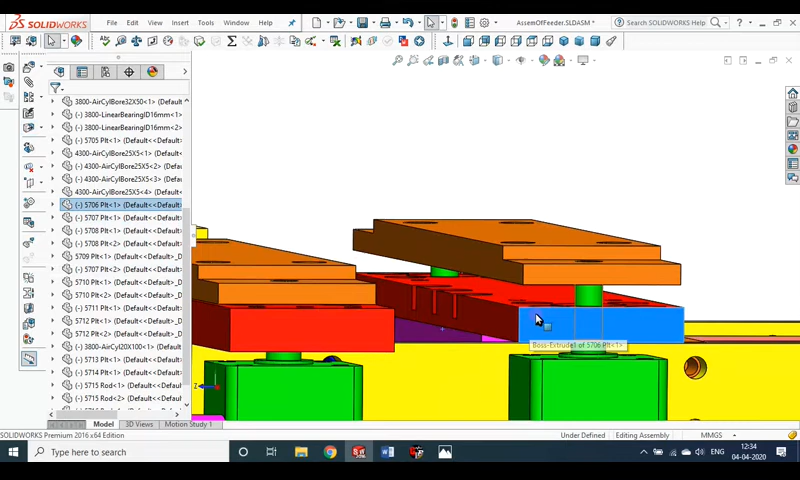 SOLIDWORKS File Edit View Insert Tools Window AssemOfFeeder.SLDASM * Search SOLIDWORKS Help
3800-AirCylBore32X50<1> (Default
(-) 3800-LinearBearingID16mm<1>
(-) 3800-LinearBearingID16mm<2>
(-) 5705 Plt<1> (Default<<Default>
4300-AirCylBore25X5<1> (Default
4300-AirCylBore25X5<2> (Default
4300-AirCylBore25X5<3> (Default
4300-AirCylBore25X5<4> (Default
(-) 5706 Plt<1> (Default<<Default>
(-) 5707 Plt<1> (Default<<Default>
(-) 5708 Plt<1> (Default<<Default>
(-) 5708 Plt<2> (Default<<Default>
5709 Plt<1> (Default<<Default>_D
(-) 5707 Plt<2> (Default<<Default>
5710 Plt<1> (Default<<Default>_D
5710 Plt<2> (Default<<Default>_D
(-) 5711 Plt<1> (Default<<Default>
5712 Plt<1> (Default<<Default>_D
5712 Plt<2> (Default<<Default>_D
(-) 3800-AirCyl20X100<1> (Default
(-) 5713 Plt<1> (Default<<Default>
(-) 5714 Plt<1> (Default<<Default>
(-) 5715 Rod<1> (Default<<Default
(-) 5715 Rod<2> (Default<<Default
Boss-Extrude1 of 5706 Plt<1>
Z
Model 3D Views Motion Study 1
SOLIDWORKS Premium 2016 x64 Edition Under Defined Editing Assembly MMGS
Type here to search
ENG
12:34
04-04-2020